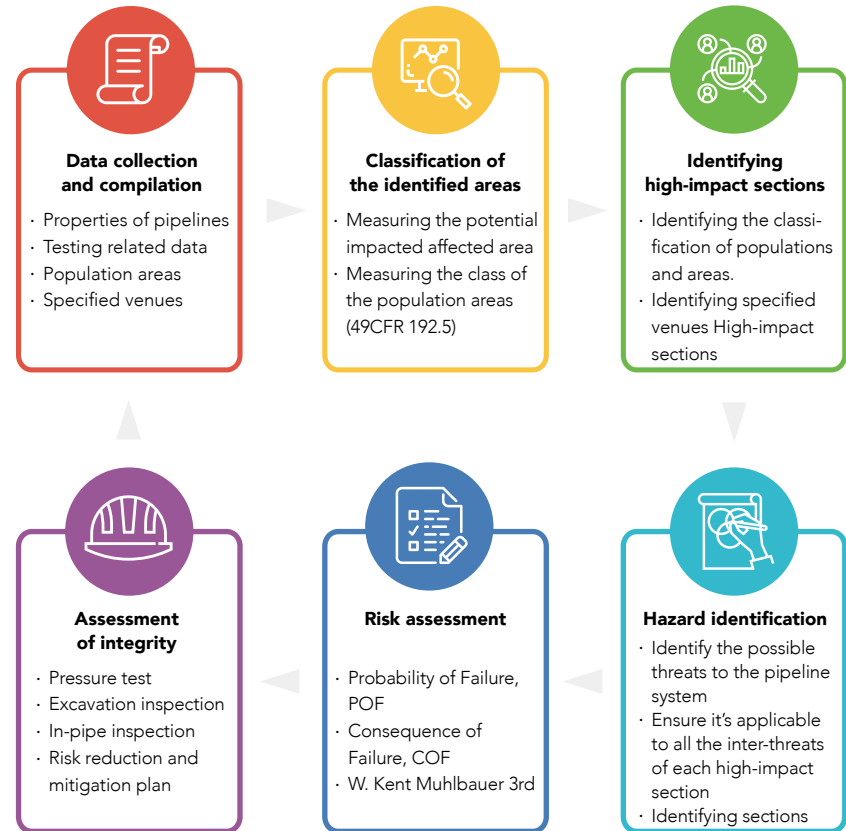 Data collection
and compilation
· Properties of pipelines
· Testing related data
· Population areas
· Specified venues
Classification of
the identified areas
· Measuring the potential
impacted affected area
· Measuring the class of
the population areas
(49CFR 192.5)
Identifying
high-impact sections
· Identifying the classi-
fication of populations
and areas.
· Identifying specified
venues High-impact
sections
Hazard identification
· Identify the possible
threats to the pipeline
system
· Ensure it's applicable
to all the inter-threats
of each high-impact
section
· Identifying sections
Risk assessment
· Probability of Failure,
POF
· Consequence of
Failure, COF
· W. Kent Muhlbauer 3rd
Assessment
of integrity
· Pressure test
· Excavation inspection
· In-pipe inspection
· Risk reduction and
mitigation plan